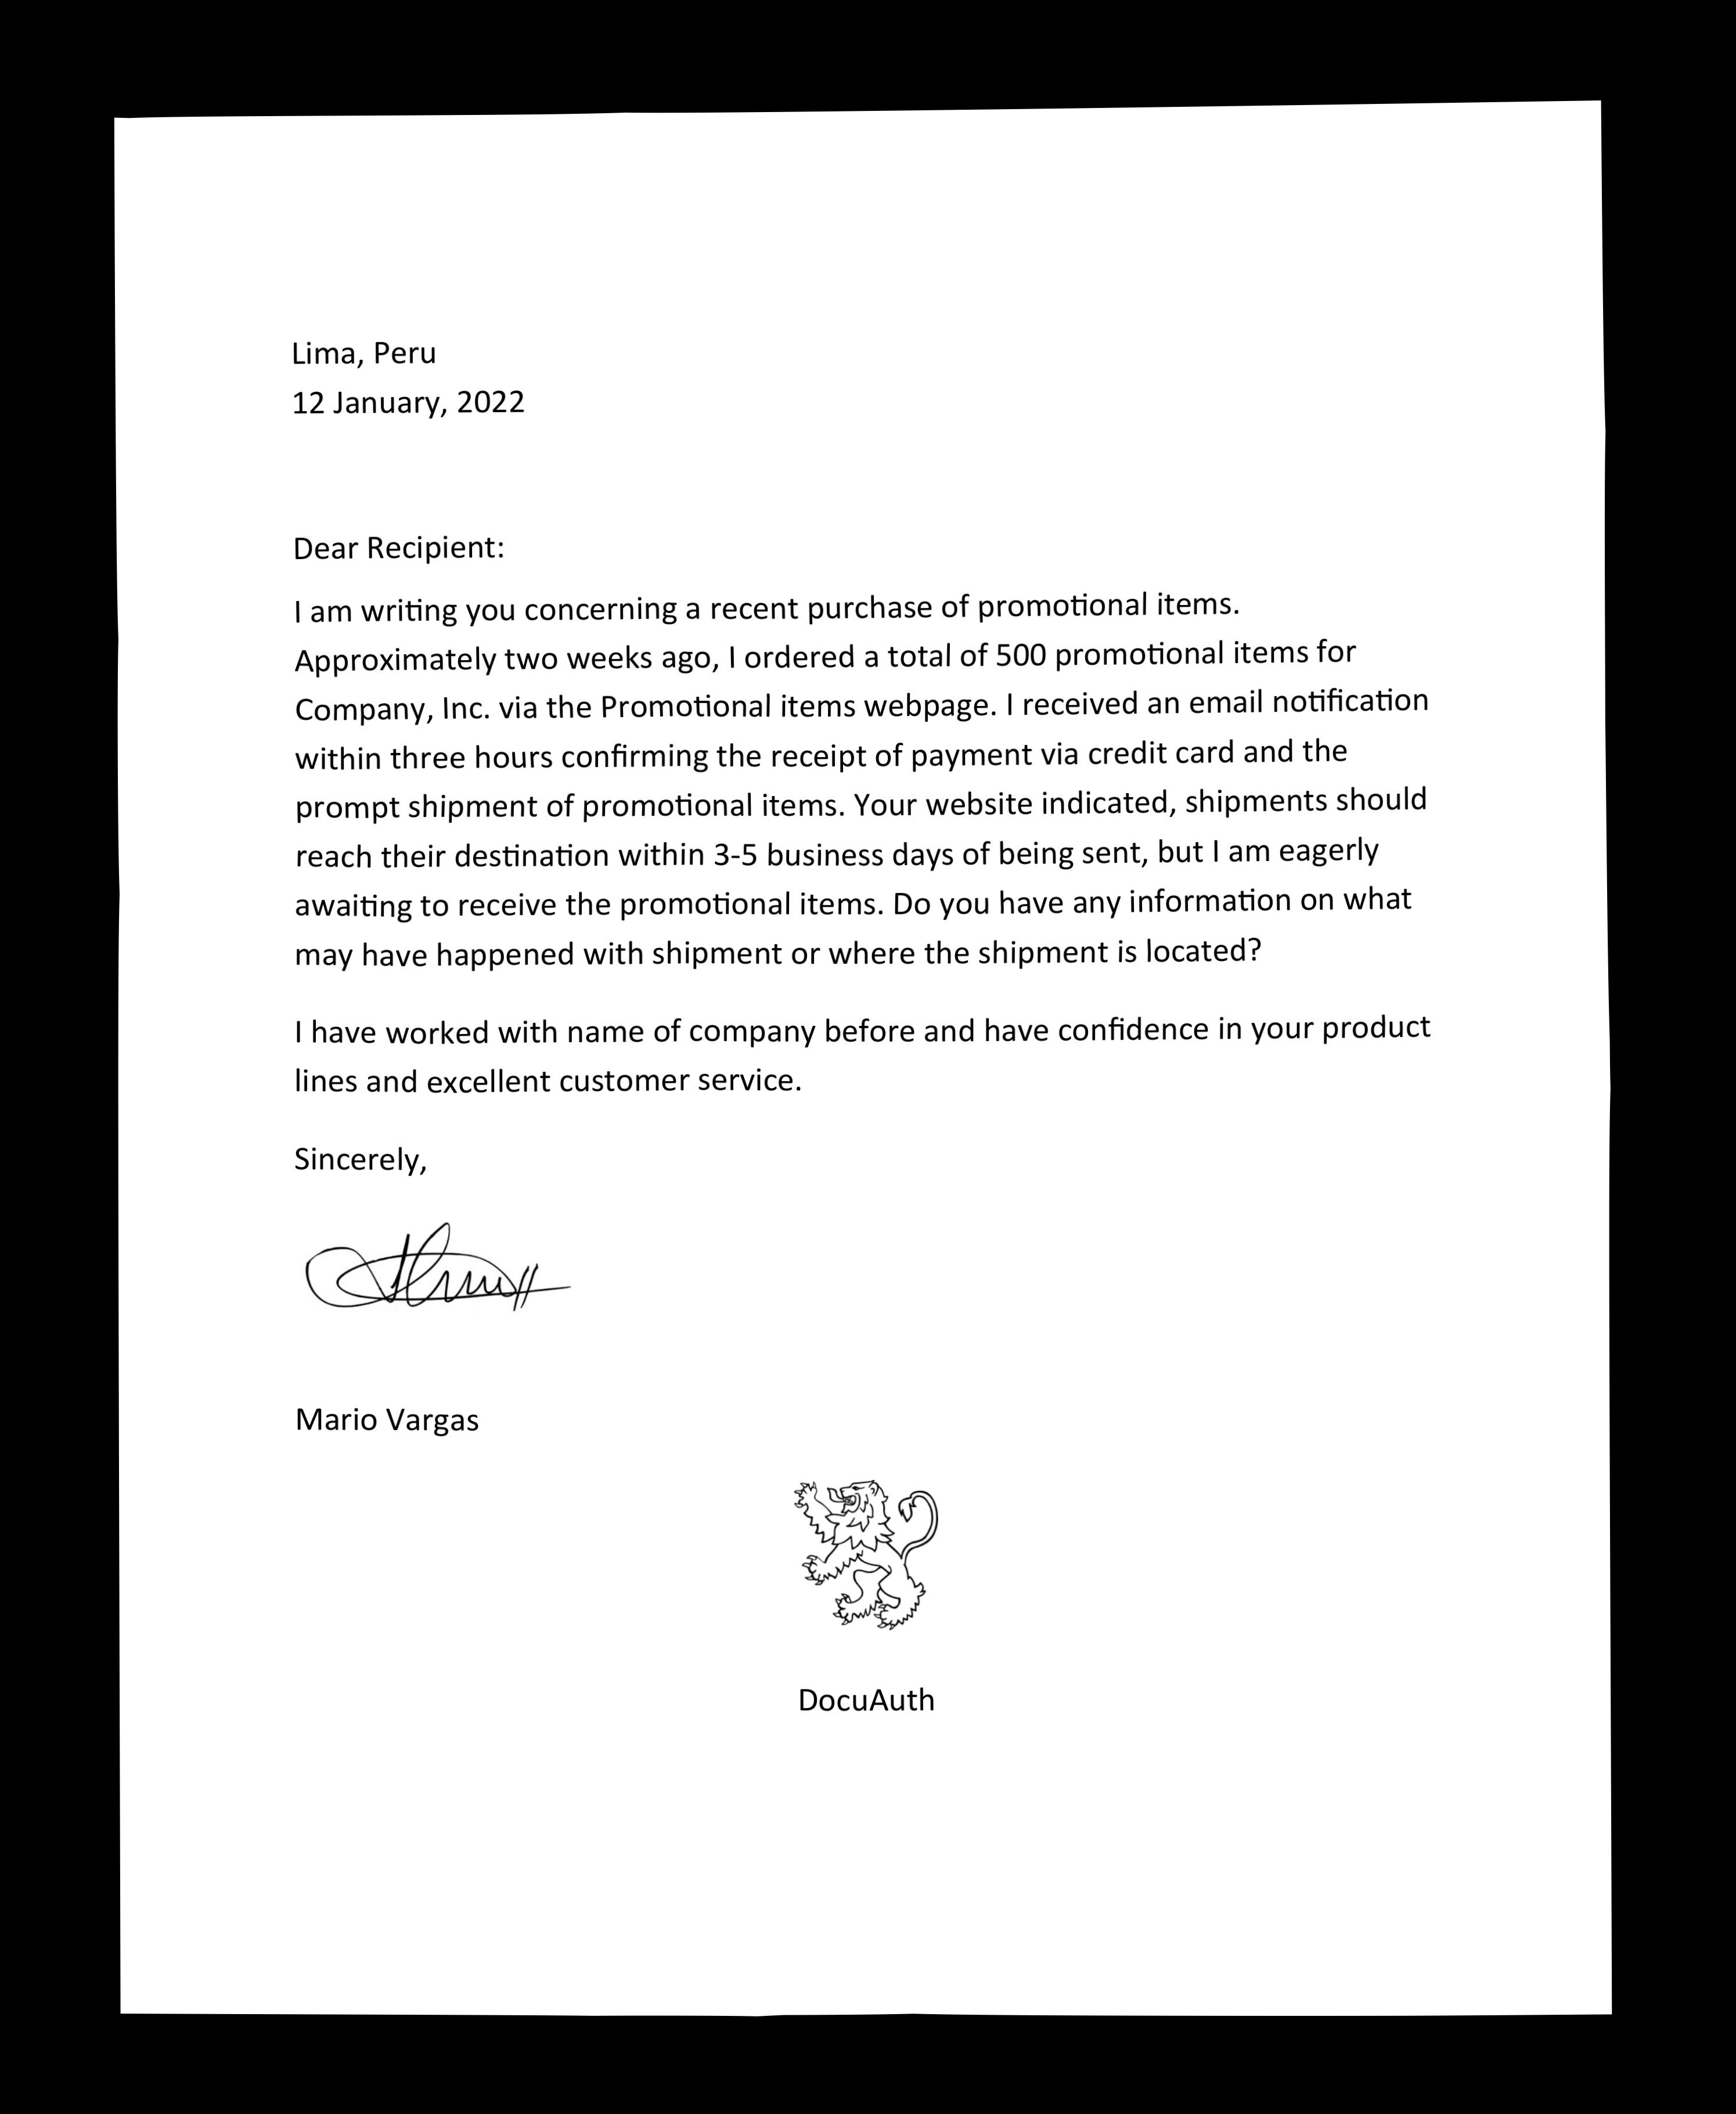 Lima, Peru
12 January, 2022
Dear Recipient:
I am writing you concerning a recent purchase of promotional items.
Approximately two weeks ago, I ordered a total of 500 promotional items for
Company, Inc. via the Promotional items webpage. I received an email notification
within three hours confirming the receipt of payment via credit card and the
prompt shipment of promotional items. Your website indicated, shipments should
reach their destination within 3-5 business days of being sent, but I am eagerly
awaiting to receive the promotional items. Do you have any information on what
may have happened with shipment or where the shipment is located?
I have worked with name of company before and have confidence in your product
lines and excellent customer service.
Sincerely,
Mario Vargas
DocuAuth